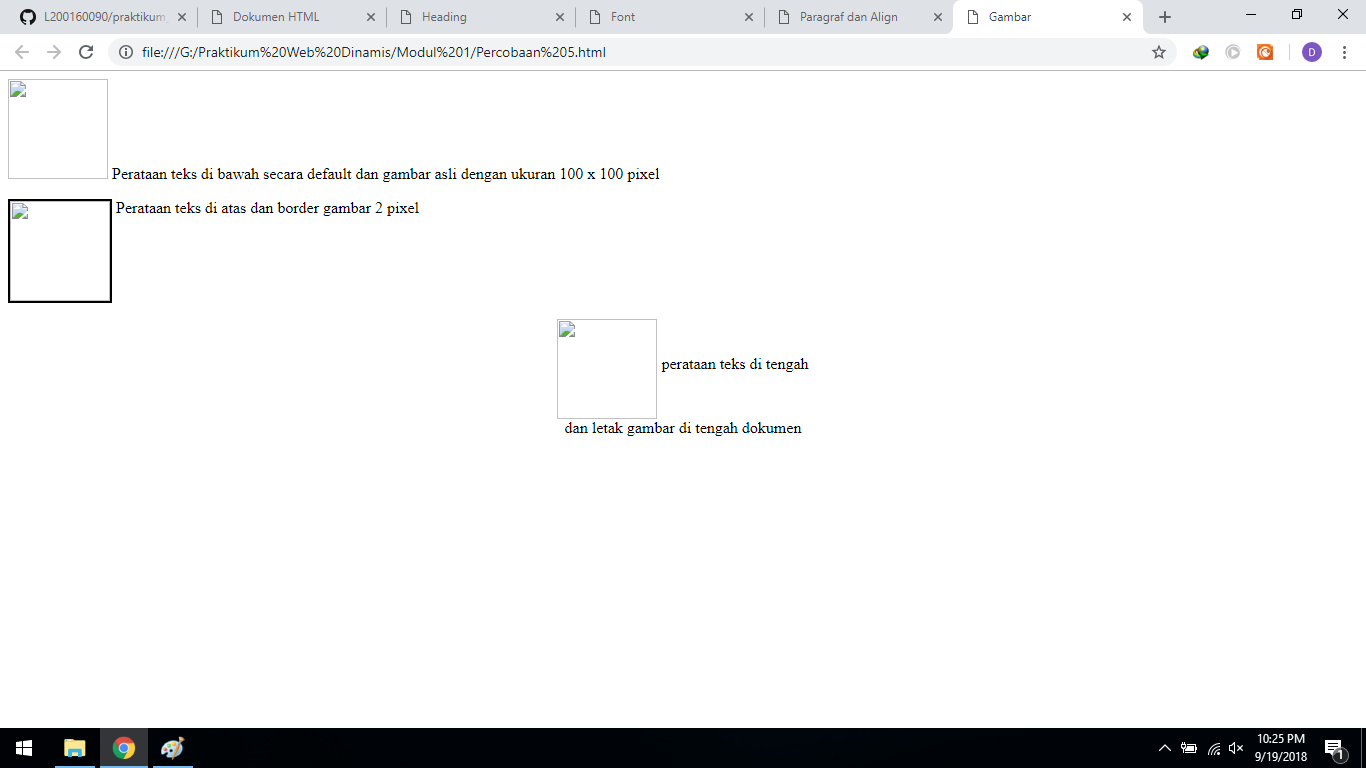 L200160090/praktikum
Dokumen HTML
Heading
Font
Paragraf dan Align
Gambar
file:///G:/Praktikum%20Web%20Dinamis/Modul%201/Percobaan%205.html
D
Perataan teks di bawah secara default dan gambar asli dengan ukuran 100 x 100 pixel
Perataan teks di atas dan border gambar 2 pixel
perataan teks di tengah
dan letak gambar di tengah dokumen
10:25 PM
9/19/2018
1